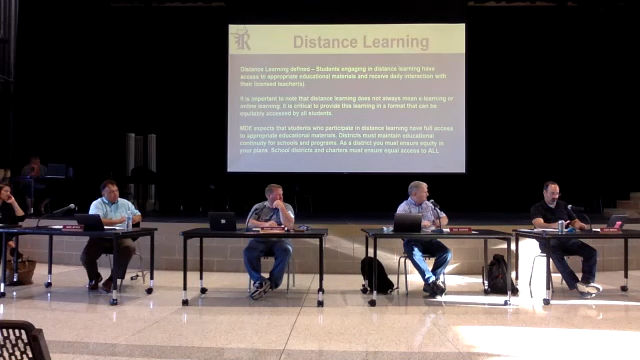 Distance Learning
Distance Learning defined – Students engaging in distance learning have
access to appropriate educational materials and receive daily interaction with
their licensed teacher(s).
It is important to note that distance learning does not always mean e-learning or
online learning. It is critical to provide this learning in a format that can be
equitably accessed by all students.
MDE expects that students who participate in distance learning have full access
to appropriate educational materials. Districts must maintain educational
continuity for schools and programs. As a district you must ensure equity in
your plans. School districts and charters must ensure equal access to ALL